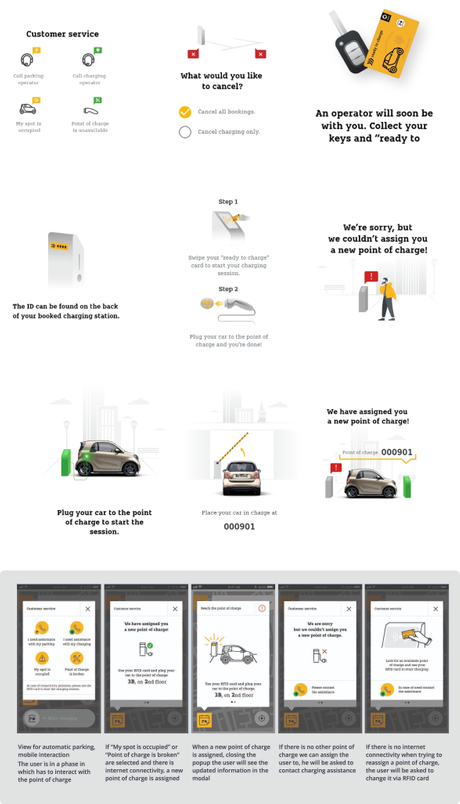 Customer service
Call parking
operator
Call charging
operator
My spot is
occupied
Point of charge
is unavailable
What would you like
to cancel?
Cancel all bookings.
Cancel charging only.
ready to charge
An operator will soon be
with you. Collect your
keys and “ready to
The ID can be found on the back
of your booked charging station.
Step 1
Swipe your "ready to charge"
card to start your charging
session.
Step 2
Plug your car to the point of
charge and you're done!
We're sorry, but
we couldn't assign you
a new point of charge!
Plug your car to the point
of charge to start the
session.
Place your car in charge at
000901
We have assigned you
a new point of charge!
Point of charge 000901
Customer service
I need assistance
with my parking
I need assistance
with my charging
My spot is
occupied
Point of Charge
is broken
Customer service
We have assigned you
a new point of charge!
Use your RFID card and plug your
car to the point of charge
3B, on 2nd floor
Reach the point of charge
Use your RFID card and plug your
car to the point of charge
3B, on 2nd floor
Customer service
We are sorry
but we couldn't assign you
a new point of charge.
Please contact
the assistance
Customer service
In case of need contact
the assistance
View for automatic parking,
mobile interaction
The user is in a phase in
which has to interact with
the point of charge
If “My spot is occupied” or
“Point of charge is broken”
are selected and there is
internet connectivity, a new
point of charge is assigned
When a new point of charge
is assigned, closing the
popup the user will see the
updated information in the
modal
If there is no other point of
charge we can assign the
user to, he will be asked to
contact charging assistance
If there is no internet
connectivity when trying to
reassign a point of charge,
the user will be asked to
change it via RFID card